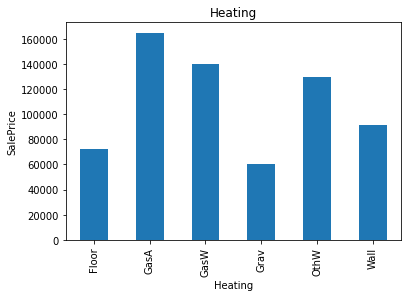 Heating
160000
140000
120000
100000
80000
60000
40000
20000
0
SalePrice
Floor
GasA
GasW
Grav
OthW
Wall
Heating